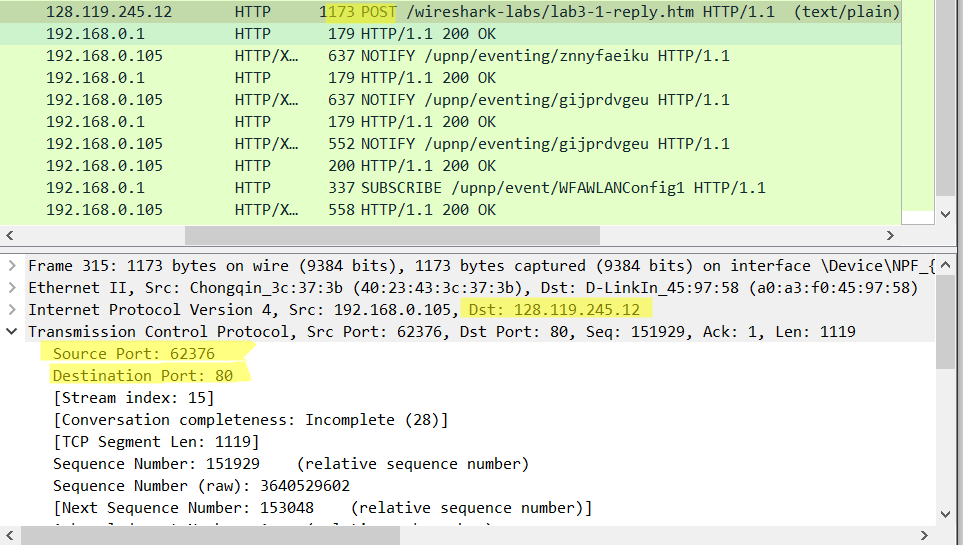 128.119.245.12 HTTP 1173 POST /wireshark-labs/lab3-1-reply.htm HTTP/1.1 (text/plain)
192.168.0.1 HTTP 179 HTTP/1.1 200 OK
192.168.0.105 HTTP/X… 637 NOTIFY /upnp/eventing/znnyfaeiku HTTP/1.1
192.168.0.1 HTTP 179 HTTP/1.1 200 OK
192.168.0.105 HTTP/X… 637 NOTIFY /upnp/eventing/gijprdvgeu HTTP/1.1
192.168.0.1 HTTP 179 HTTP/1.1 200 OK
192.168.0.105 HTTP/X… 552 NOTIFY /upnp/eventing/gijprdvgeu HTTP/1.1
192.168.0.105 HTTP 200 HTTP/1.1 200 OK
192.168.0.1 HTTP 337 SUBSCRIBE /upnp/event/WFAWLANConfig1 HTTP/1.1
192.168.0.105 HTTP/X… 558 HTTP/1.1 200 OK
Frame 315: 1173 bytes on wire (9384 bits), 1173 bytes captured (9384 bits) on interface \Device\NPF_{
Ethernet II, Src: Chongqin_3c:37:3b (40:23:43:3c:37:3b), Dst: D-LinkIn_45:97:58 (a0:a3:f0:45:97:58)
Internet Protocol Version 4, Src: 192.168.0.105, Dst: 128.119.245.12
Transmission Control Protocol, Src Port: 62376, Dst Port: 80, Seq: 151929, Ack: 1, Len: 1119
Source Port: 62376
Destination Port: 80
[Stream index: 15]
[Conversation completeness: Incomplete (28)]
[TCP Segment Len: 1119]
Sequence Number: 151929 (relative sequence number)
Sequence Number (raw): 3640529602
[Next Sequence Number: 153048 (relative sequence number)]